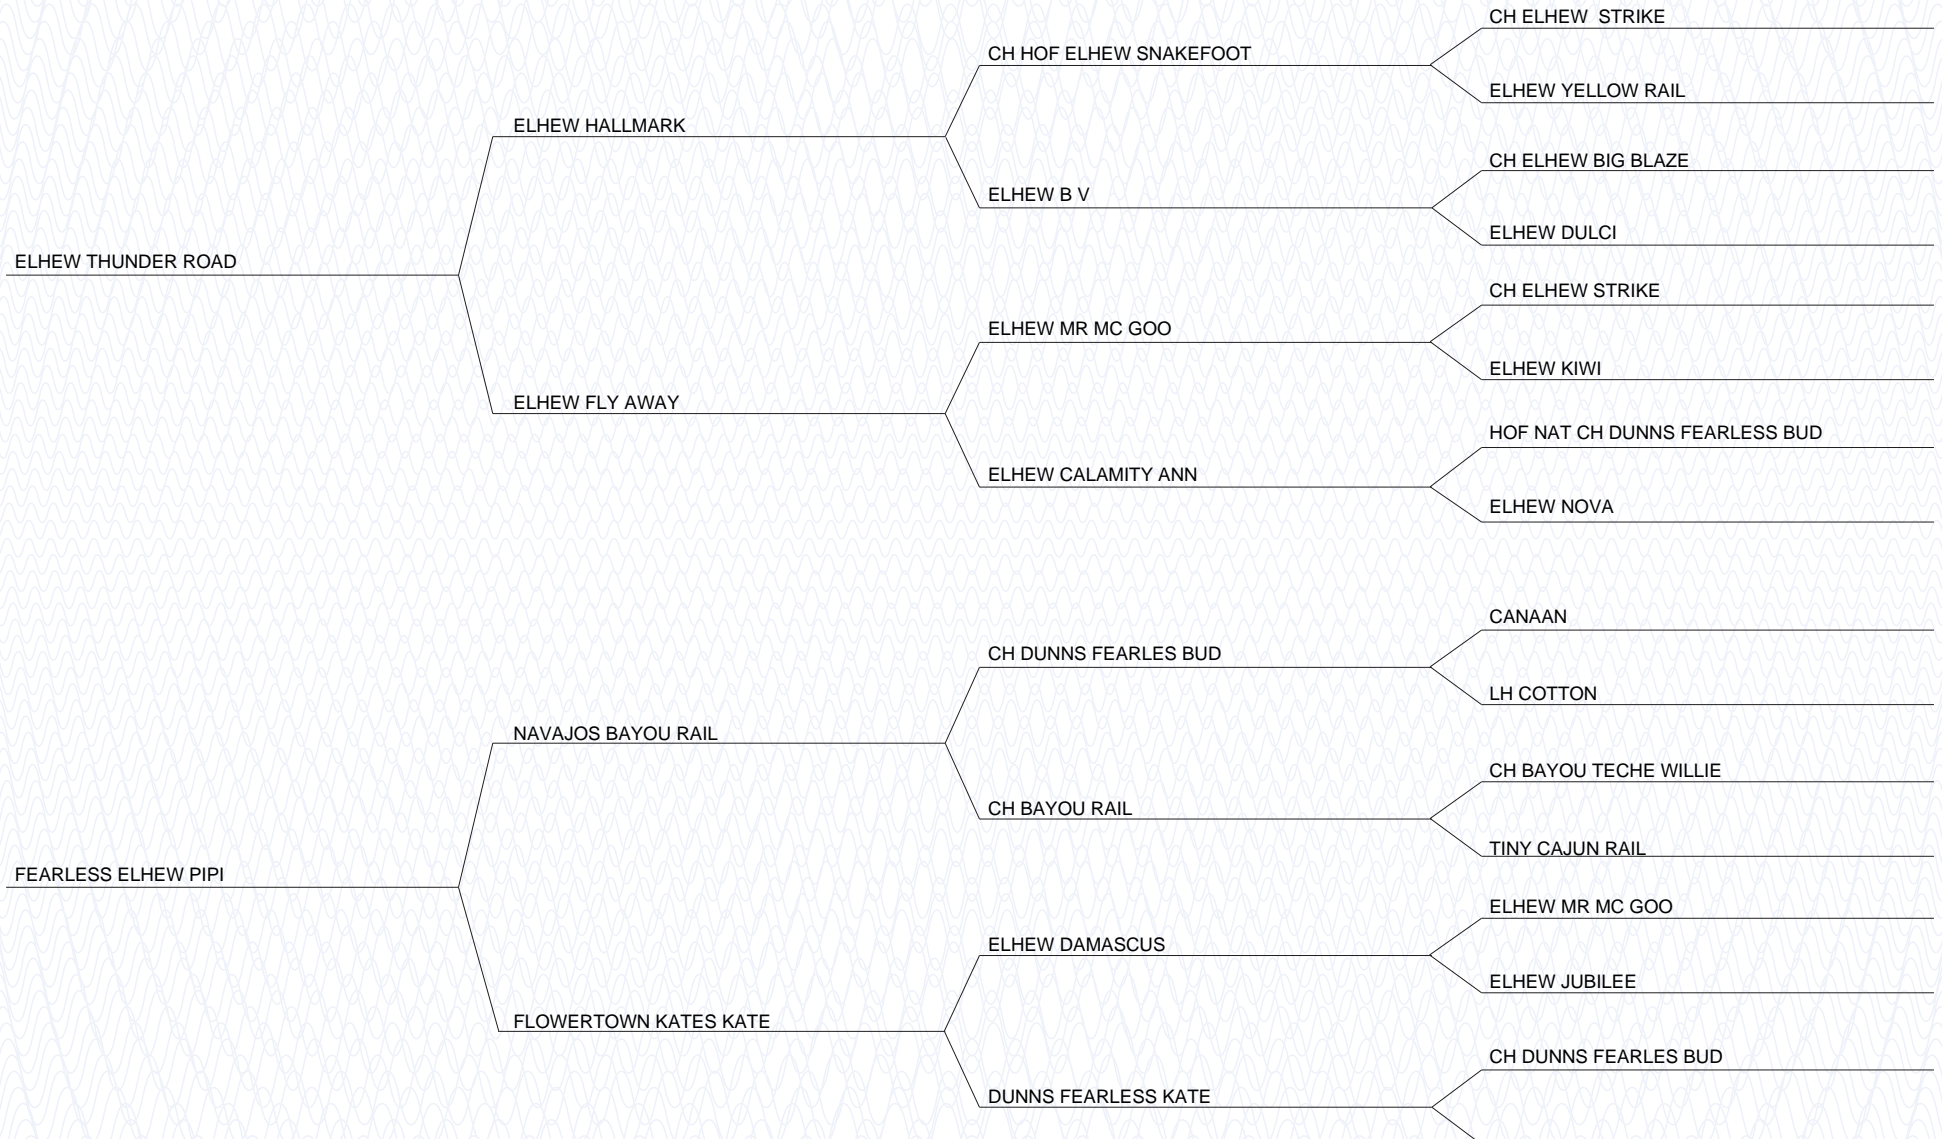 CH ELHEW  STRIKE
CH HOF ELHEW SNAKEFOOT
ELHEW YELLOW RAIL
ELHEW HALLMARK
CH ELHEW BIG BLAZE
ELHEW B V
ELHEW DULCI
ELHEW THUNDER ROAD
CH ELHEW STRIKE
ELHEW MR MC GOO
ELHEW KIWI
ELHEW FLY AWAY
HOF NAT CH DUNNS FEARLESS BUD
ELHEW CALAMITY ANN
ELHEW NOVA
CANAAN
CH DUNNS FEARLES BUD
LH COTTON
NAVAJOS BAYOU RAIL
CH BAYOU TECHE WILLIE
CH BAYOU RAIL
TINY CAJUN RAIL
FEARLESS ELHEW PIPI
ELHEW MR MC GOO
ELHEW DAMASCUS
ELHEW JUBILEE
FLOWERTOWN KATES KATE
CH DUNNS FEARLES BUD
DUNNS FEARLESS KATE